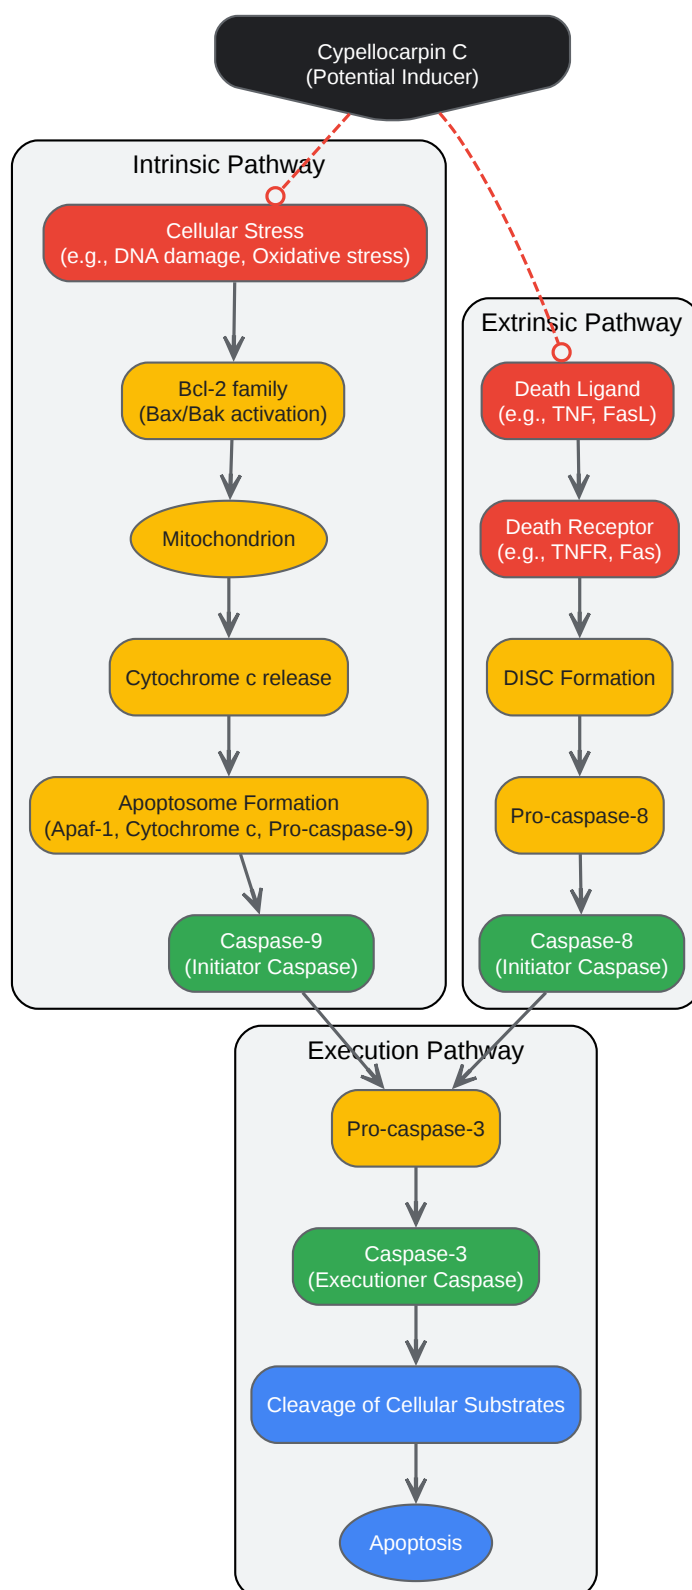 Cypellocarpin C
(Potential Inducer)
Intrinsic Pathway
Cellular Stress
(e.g., DNA damage, Oxidative stress)
Bcl-2 family
(Bax/Bak activation)
Mitochondrion
Cytochrome c release
Apoptosome Formation
(Apaf-1, Cytochrome c, Pro-caspase-9)
Caspase-9
(Initiator Caspase)
Extrinsic Pathway
Death Ligand
(e.g., TNF, FasL)
Death Receptor
(e.g., TNFR, Fas)
DISC Formation
Pro-caspase-8
Caspase-8
(Initiator Caspase)
Execution Pathway
Pro-caspase-3
Caspase-3
(Executioner Caspase)
Cleavage of Cellular Substrates
Apoptosis